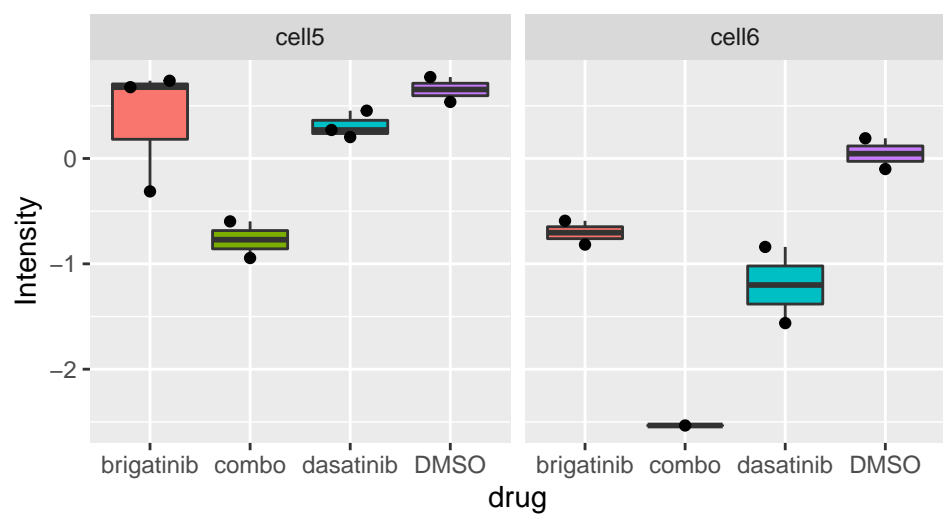 cell5 cell6
Intensity
0
−1
−2
brigatinib combo dasatinib DMSO brigatinib combo dasatinib DMSO
drug